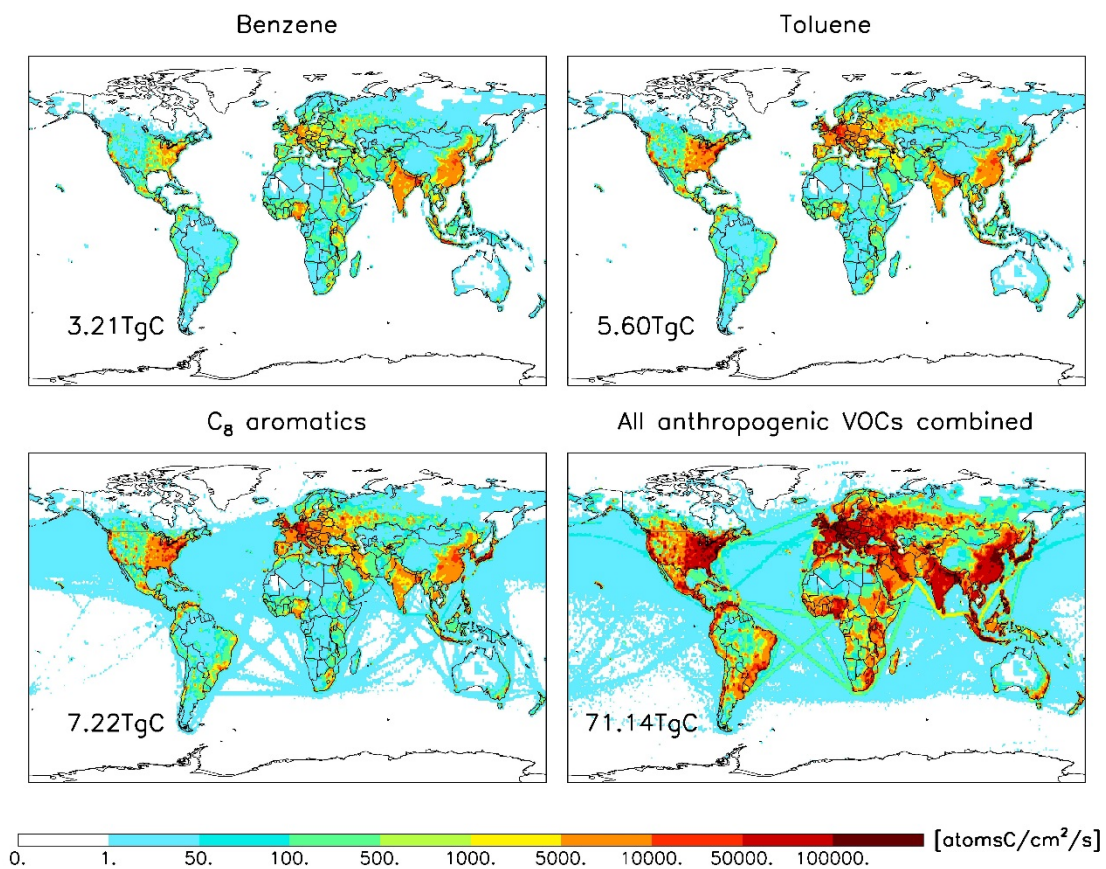 Benzene
Toluene
3.21TgC
5.60TgC
C₈ aromatics
All anthropogenic VOCs combined
7.22TgC
71.14TgC
[atomsC/cm²/s]
0. 1. 50. 100. 500. 1000. 5000. 10000. 50000. 100000.